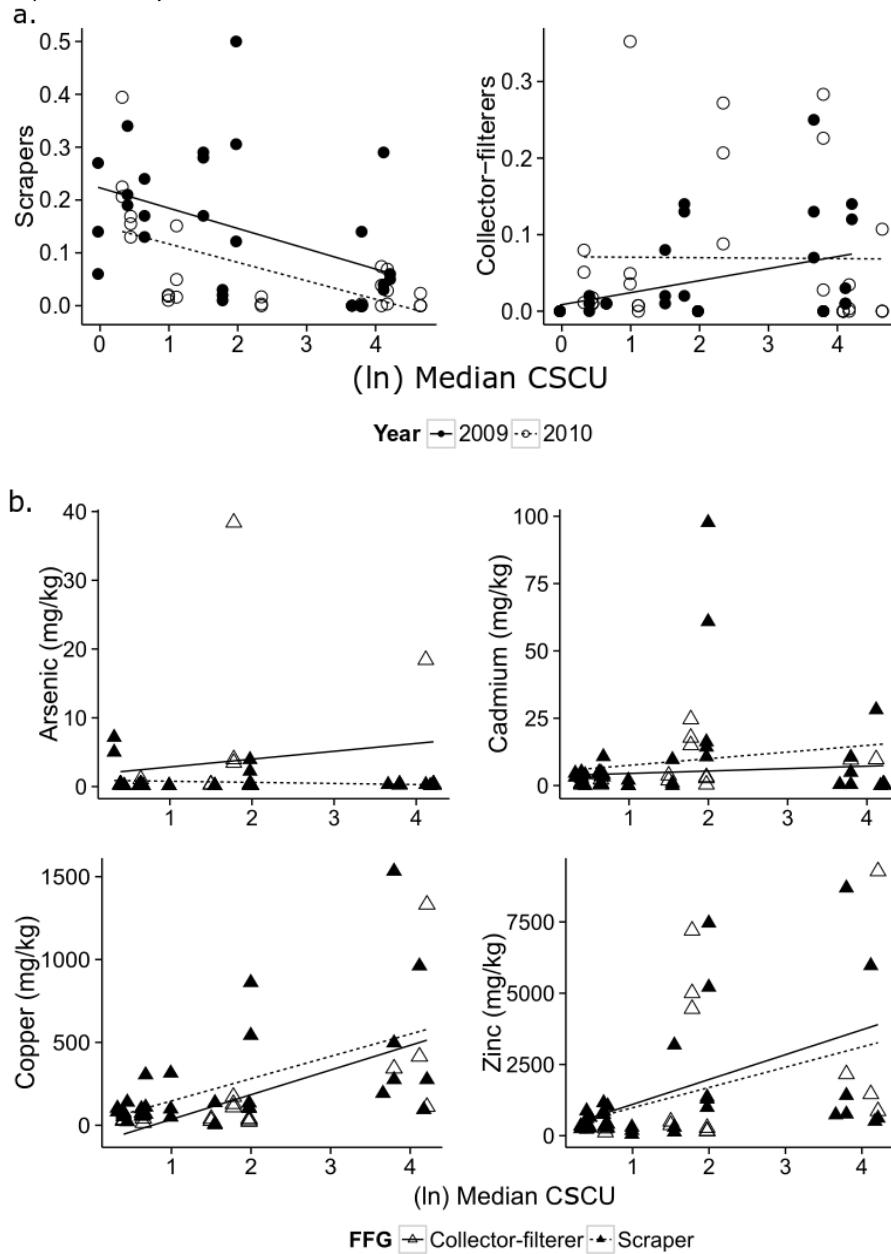 a.
0.5
0.4
0.3
0.2
0.1
0.0
Scrapers
0 1 2 3 4
0.3
0.2
0.1
0.0
Collector−filterers
0 1 2 3 4
(ln) Median CSCU
Year 2009 2010
b.
40
30
20
10
0
Arsenic (mg/kg)
1 2 3 4
100
75
50
25
0
Cadmium (mg/kg)
1 2 3 4
1500
1000
500
0
Copper (mg/kg)
1 2 3 4
7500
5000
2500
0
Zinc (mg/kg)
1 2 3 4
(ln) Median CSCU
FFG Collector-filterer Scraper